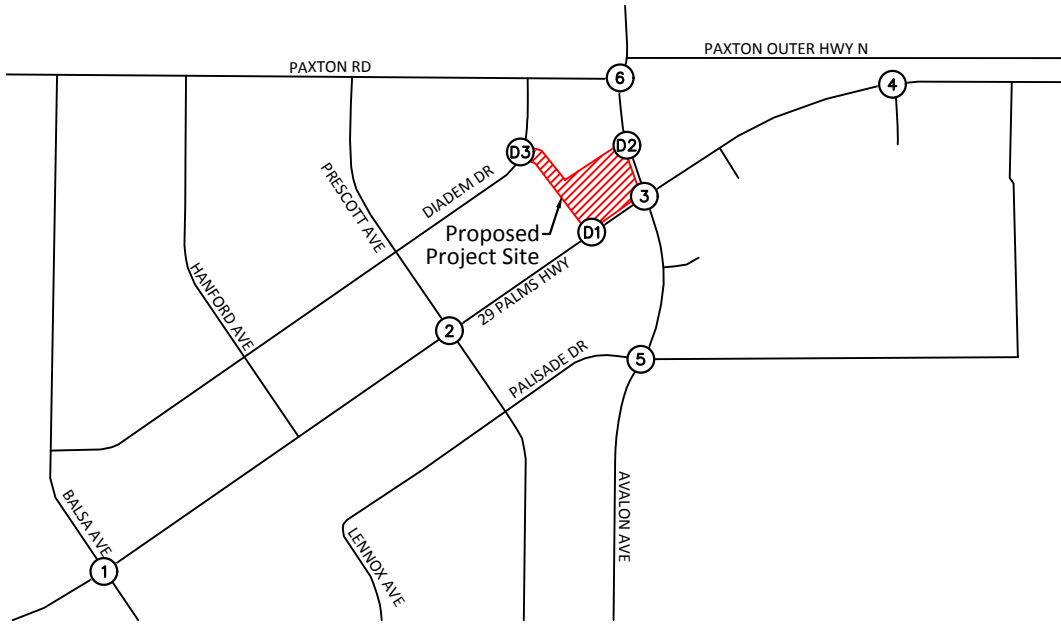 PAXTON OUTER HWY N
PAXTON RD
6
4
D3
D2
PRESCOTT AVE
DIADEM DR
3
Proposed
Project Site
D1
HANFORD AVE
29 PALMS HWY
2
PALISADE DR
5
BALSA AVE
LENNOX AVE
AVALON AVE
1